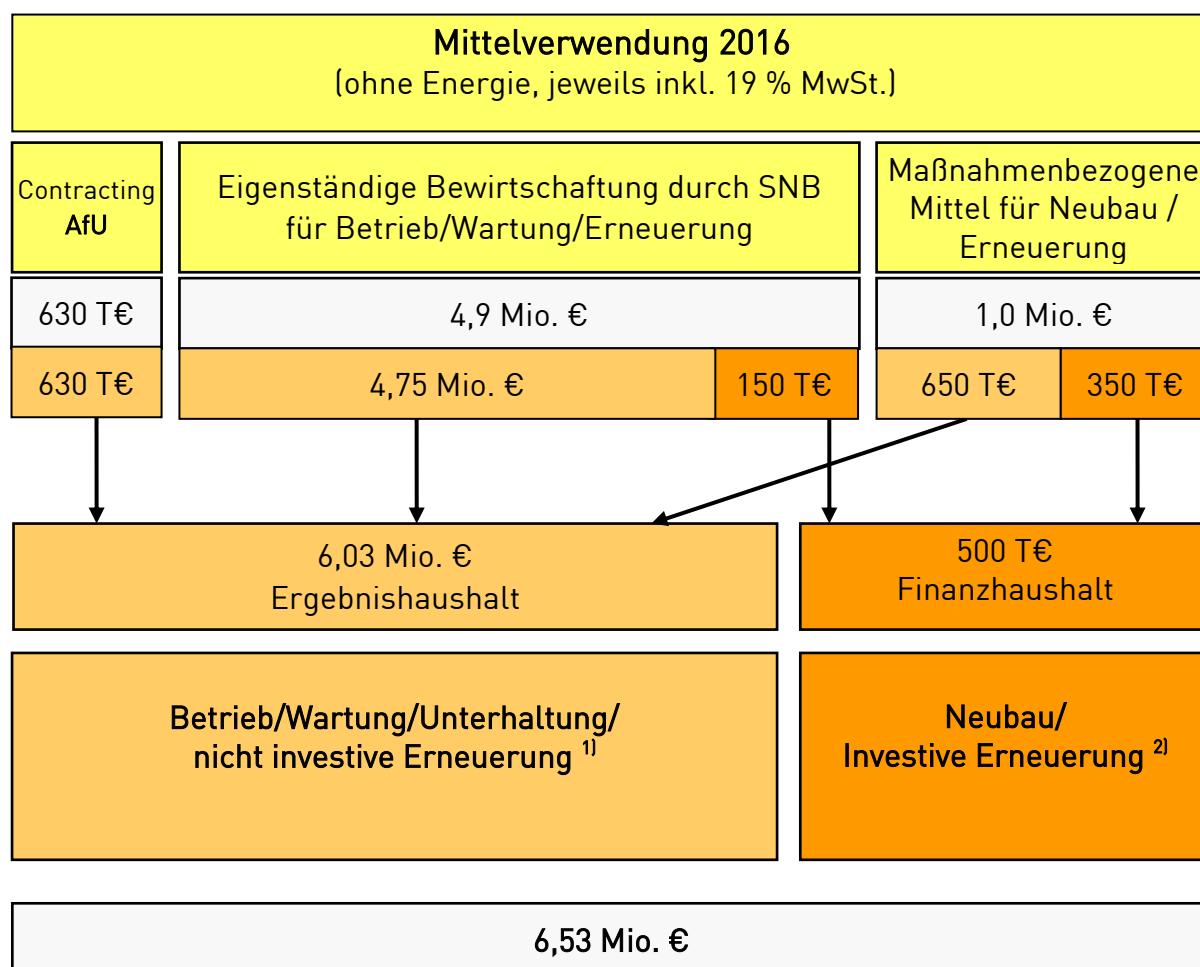 Mittelverwendung 2016
(ohne Energie, jeweils inkl. 19 % MwSt.)
Contracting
AfU
Eigenständige Bewirtschaftung durch SNB
für Betrieb/Wartung/Erneuerung
Maßnahmenbezogene
Mittel für Neubau /
Erneuerung
630 T€
4,9 Mio. €
1,0 Mio. €
630 T€
4,75 Mio. €
150 T€
650 T€
350 T€
6,03 Mio. €
Ergebnishaushalt
500 T€
Finanzhaushalt
Betrieb/Wartung/Unterhaltung/
nicht investive Erneuerung 1)
Neubau/
Investive Erneuerung 2)
6,53 Mio. €